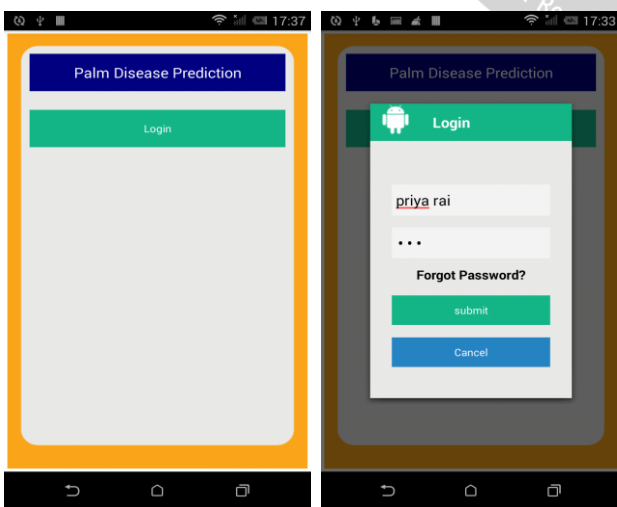 17:37
Palm Disease Prediction
Login
17:33
Palm Disease Prediction
Login
priya rai
•••
Forgot Password?
submit
Cancel